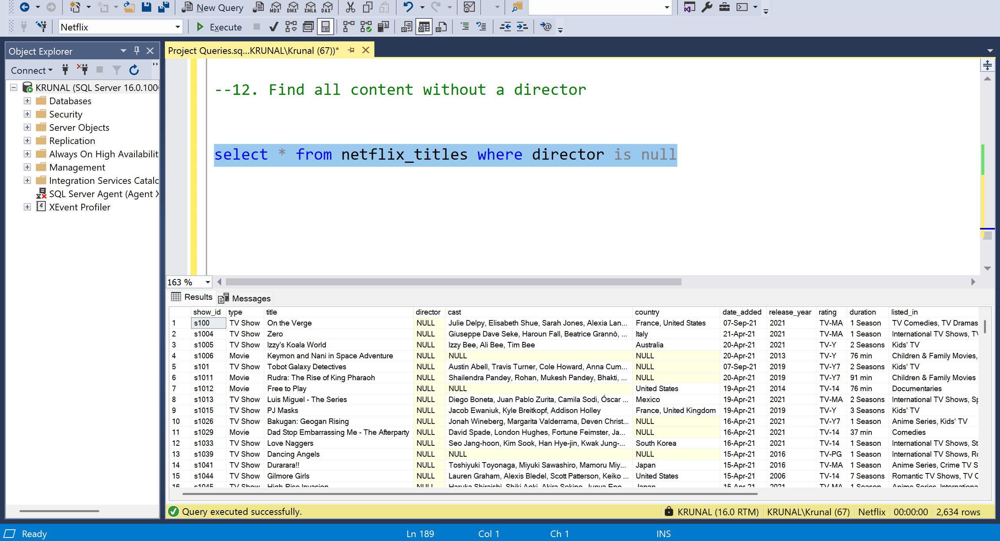 New Query MDX DMX XMLA DAX
Netflix Execute
Object Explorer
Connect
KRUNAL (SQL Server 16.0.100
Databases
Security
Server Objects
Replication
Always On High Availabilit
Management
Integration Services Catalo
SQL Server Agent (Agent X
XEvent Profiler
Project Queries.sq...KRUNAL\Krunal (67))*
--12. Find all content without a director
select * from netflix_titles where director is null
163 %
Results Messages
show_id type title director cast country date_added release_year rating duration listed_in
1 s100 TV Show On the Verge NULL Julie Delpy, Elisabeth Shue, Sarah Jones, Alexia Lan... France, United States 07-Sep-21 2021 TV-MA 1 Season TV Comedies, TV Dramas
2 s1004 TV Show Zero NULL Giuseppe Dave Seke, Haroun Fall, Beatrice Grannò, ... Italy 21-Apr-21 2021 TV-MA 1 Season International TV Shows, TV
3 s1005 TV Show Izzy's Koala World NULL Izzy Bee, Ali Bee, Tim Bee Australia 20-Apr-21 2021 TV-Y 2 Seasons Kids' TV
4 s1006 Movie Keymon and Nani in Space Adventure NULL NULL NULL 20-Apr-21 2013 TV-Y 76 min Children & Family Movies,
5 s101 TV Show Tobot Galaxy Detectives NULL Austin Abell, Travis Turner, Cole Howard, Anna Cum... NULL 07-Sep-21 2019 TV-Y7 2 Seasons Kids' TV
6 s1011 Movie Rudra: The Rise of King Pharaoh NULL Shailendra Pandey, Rohan, Mukesh Pandey, Bhakti, ... NULL 20-Apr-21 2019 TV-Y7 91 min Children & Family Movies
7 s1012 Movie Free to Play NULL NULL United States 19-Apr-21 2014 TV-14 76 min Documentaries
8 s1013 TV Show Luis Miguel - The Series NULL Diego Boneta, Juan Pablo Zurita, Camila Sodi, Óscar ... Mexico 19-Apr-21 2021 TV-MA 2 Seasons International TV Shows, Sp
9 s1015 TV Show PJ Masks NULL Jacob Ewaniuk, Kyle Breitkopf, Addison Holley France, United Kingdom 19-Apr-21 2019 TV-Y 3 Seasons Kids' TV
10 s1026 TV Show Bakugan: Geogan Rising NULL Jonah Wineberg, Margarita Valderrama, Deven Christ... NULL 16-Apr-21 2021 TV-Y7 1 Season Anime Series, Kids' TV
11 s1029 Movie Dad Stop Embarrassing Me - The Afterparty NULL David Spade, London Hughes, Fortune Feimster, Ja... NULL 16-Apr-21 2021 TV-14 37 min Comedies
12 s1033 TV Show Love Naggers NULL Seo Jang-hoon, Kim Sook, Han Hye-jin, Kwak Jung-... South Korea 16-Apr-21 2021 TV-14 1 Season International TV Shows, St
13 s1039 TV Show Dancing Angels NULL NULL NULL 15-Apr-21 2016 TV-PG 1 Season International TV Shows, Ro
14 s1041 TV Show Durarara!! NULL Toshiyuki Toyonaga, Miyuki Sawashiro, Mamoru Miy... Japan 15-Apr-21 2016 TV-MA 1 Season Anime Series, Crime TV S
15 s1044 TV Show Gilmore Girls NULL Lauren Graham, Alexis Bledel, Scott Patterson, Keiko ... United States 15-Apr-21 2006 TV-14 7 Seasons Romantic TV Shows, TV C
16 s1045 TV Show High-Rise Invasion NULL Haruka Shiraishi, Shiki Aoki, Akira Sekine, Junya Eno... Japan 15-Apr-21 2021 TV-MA 1 Season Anime Series, Internationa
Query executed successfully. KRUNAL (16.0 RTM) KRUNAL\Krunal (67) Netflix 00:00:00 2,634 rows
Ready Ln 189 Col 1 Ch 1 INS